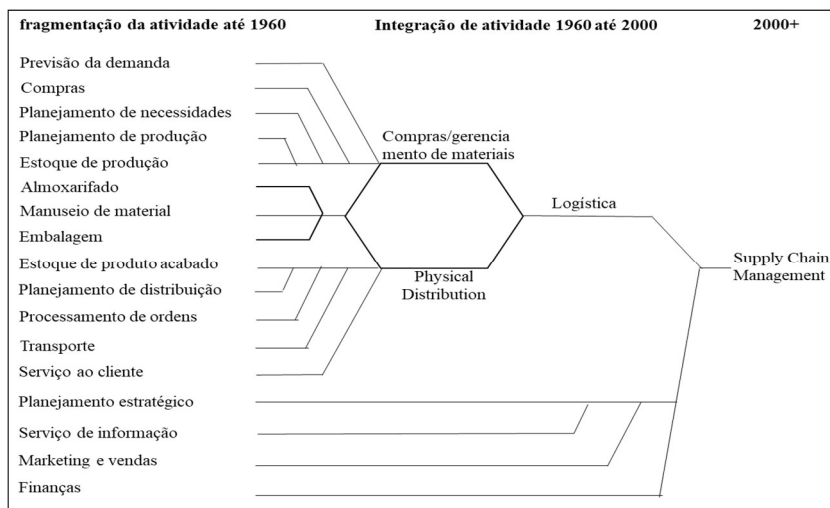 fragmentação da atividade até 1960 Integração de atividade 1960 até 2000 2000+
Previsão da demanda
Compras
Planejamento de necessidades
Planejamento de produção
Estoque de produção
Almoxarifado
Manuseio de material
Embalagem
Estoque de produto acabado
Planejamento de distribuição
Processamento de ordens
Transporte
Serviço ao cliente
Planejamento estratégico
Serviço de informação
Marketing e vendas
Finanças
Compras/gerencia
mento de materiais
Physical
Distribution
Logística
Supply Chain
Management